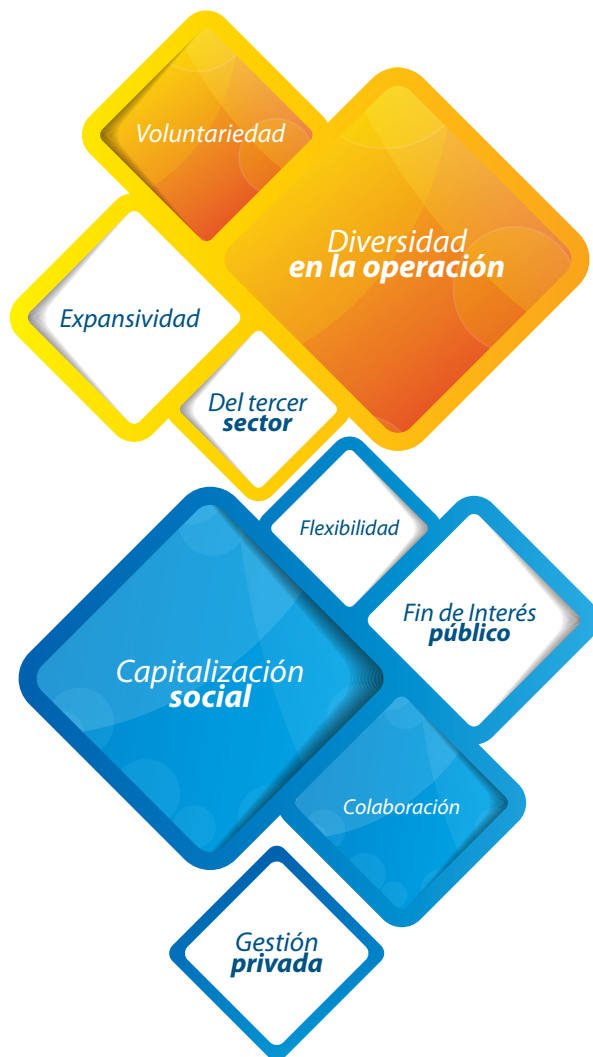 Voluntariedad
Diversidad
en la operación
Expansividad
Del tercer
sector
Flexibilidad
Fin de Interés
público
Capitalización
social
Colaboración
Gestión
privada